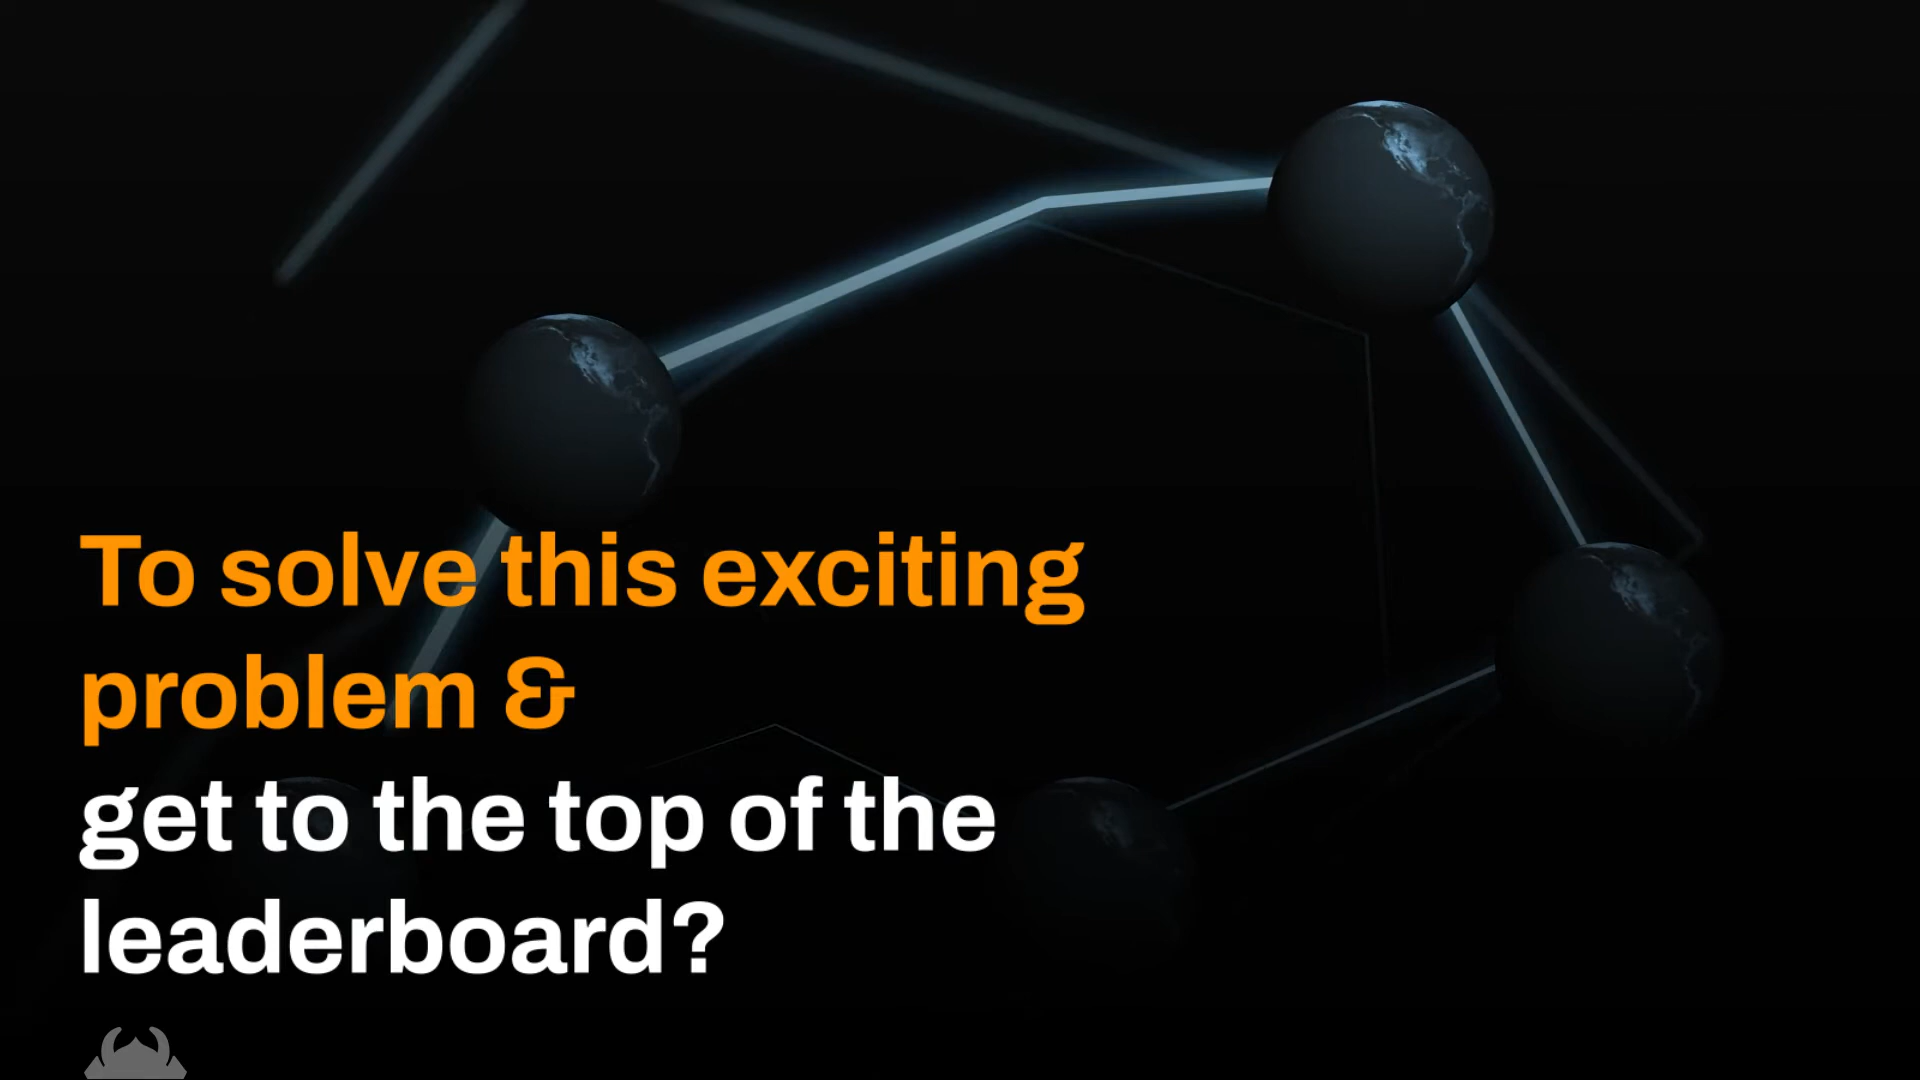 To solve this exciting
problem &
get to the top of the
leaderboard?